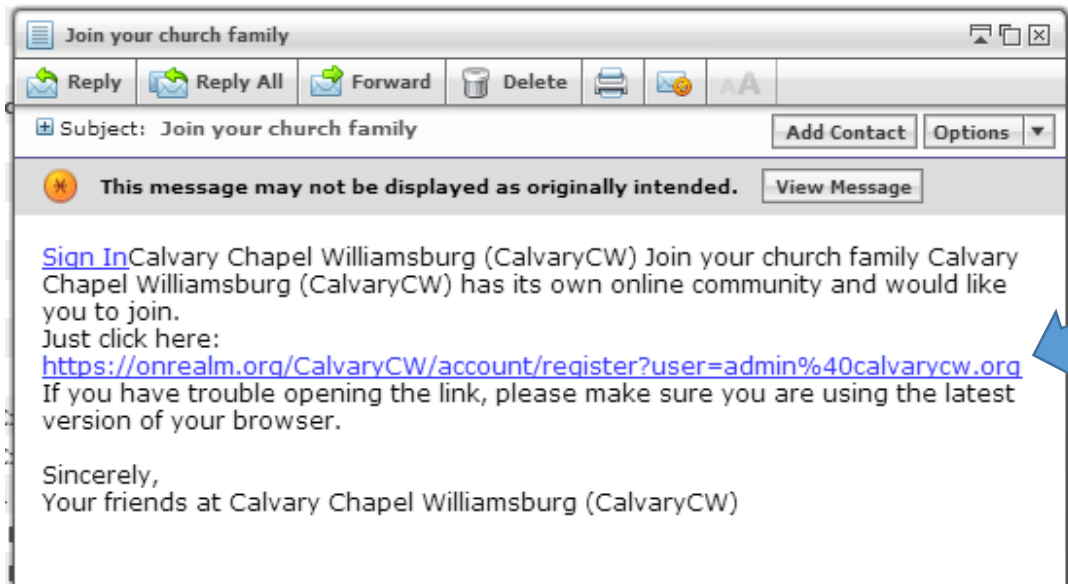 Join your church family
Reply Reply All Forward Delete AA
Subject: Join your church family Add Contact Options
This message may not be displayed as originally intended. View Message
Sign InCalvary Chapel Williamsburg (CalvaryCW) Join your church family Calvary
Chapel Williamsburg (CalvaryCW) has its own online community and would like
you to join.
Just click here:
https://onrealm.org/CalvaryCW/account/register?user=admin%40calvarycw.org
If you have trouble opening the link, please make sure you are using the latest
version of your browser.
Sincerely,
Your friends at Calvary Chapel Williamsburg (CalvaryCW)